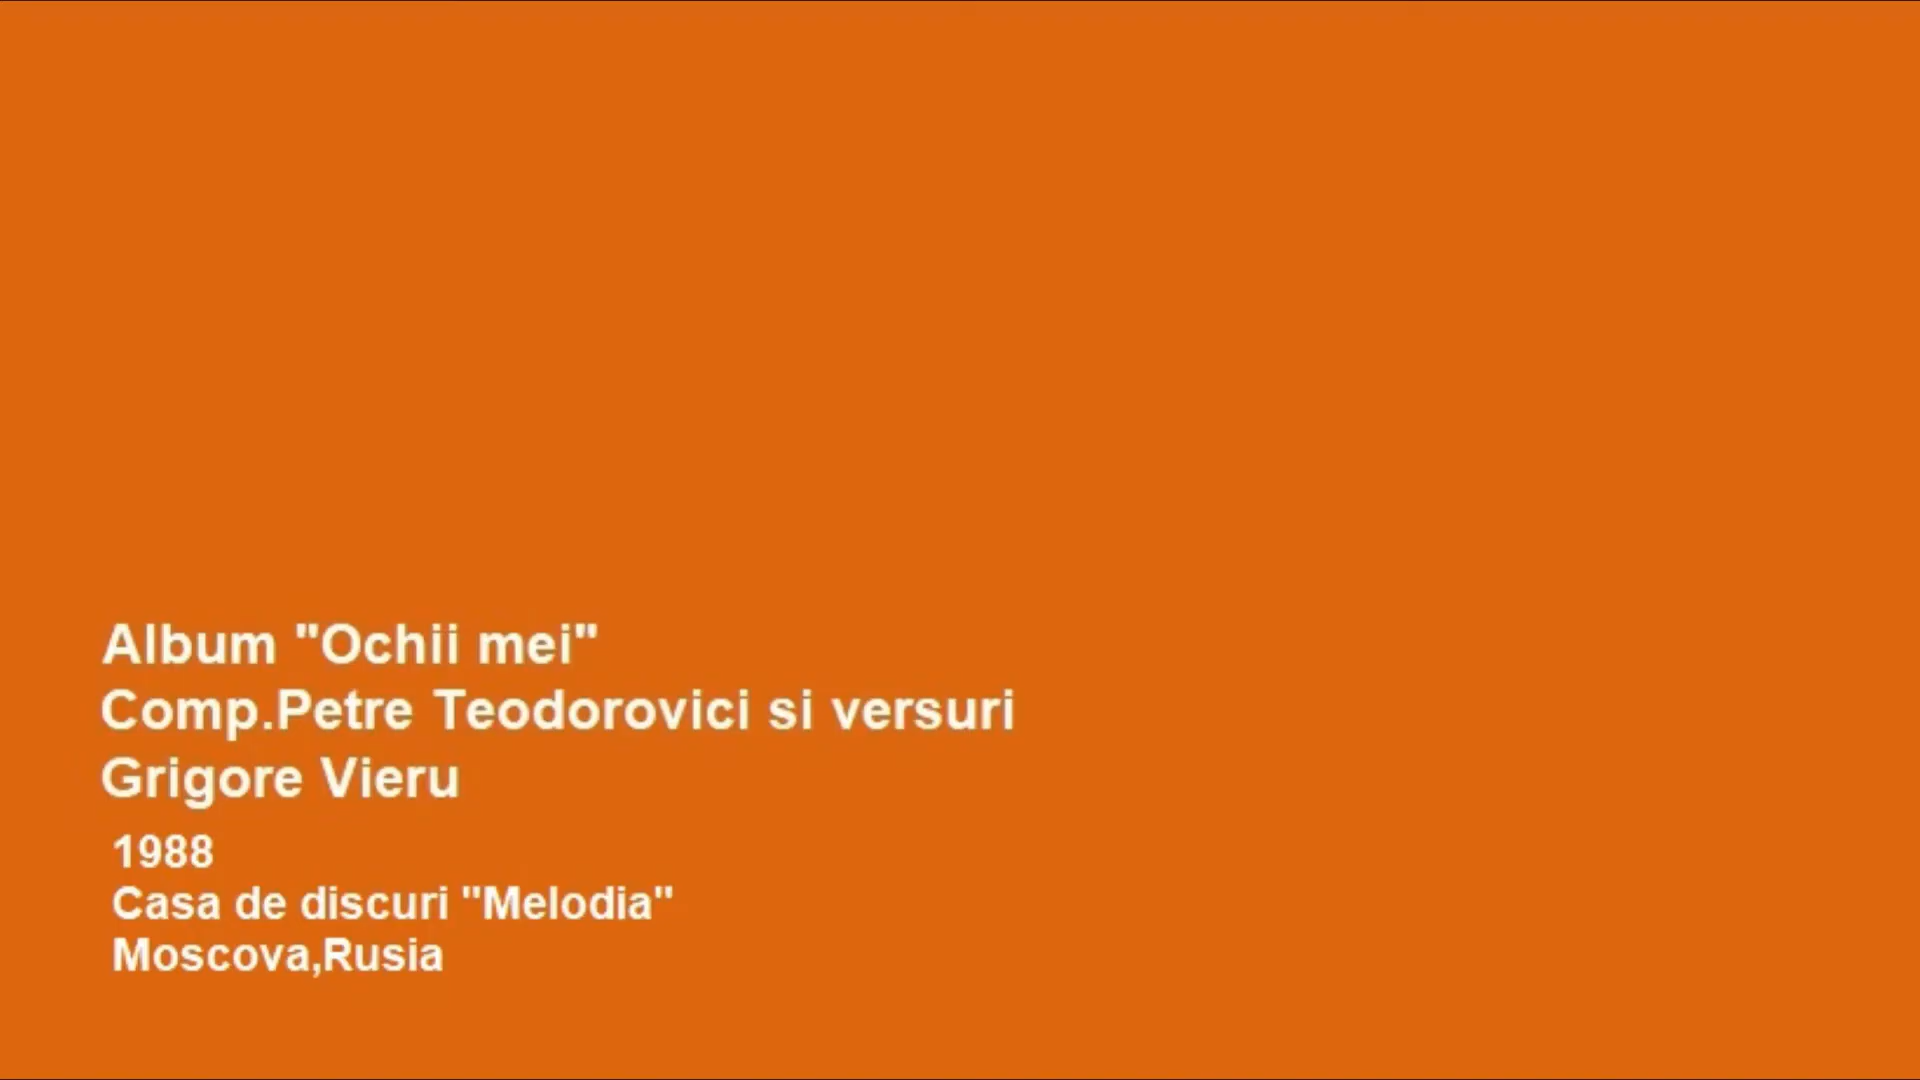 Album "Ochii mei"
Comp.Petre Teodorovici si versuri
Grigore Vieru
1988
Casa de discuri "Melodia"
Moscova,Rusia